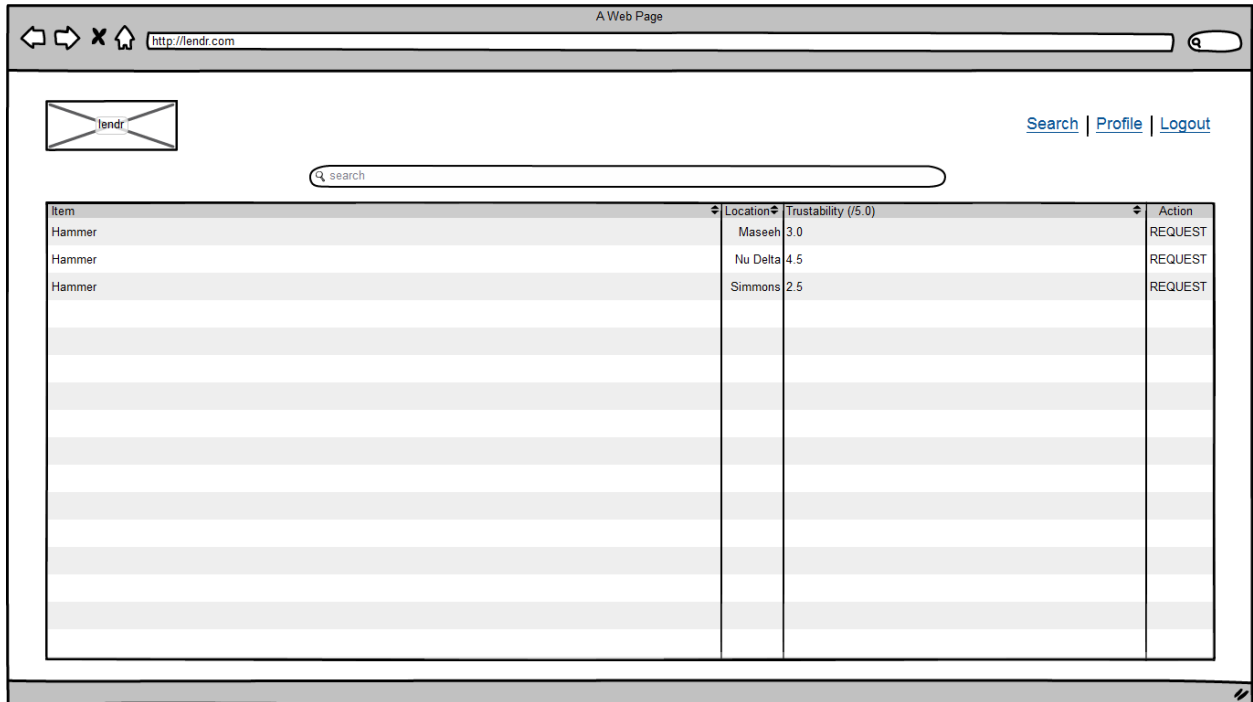 A Web Page
http://lendr.com
lendr
Search | Profile | Logout
search
Item Location Trustability (/5.0) Action
Hammer Maseeh 3.0 REQUEST
Hammer Nu Delta 4.5 REQUEST
Hammer Simmons 2.5 REQUEST